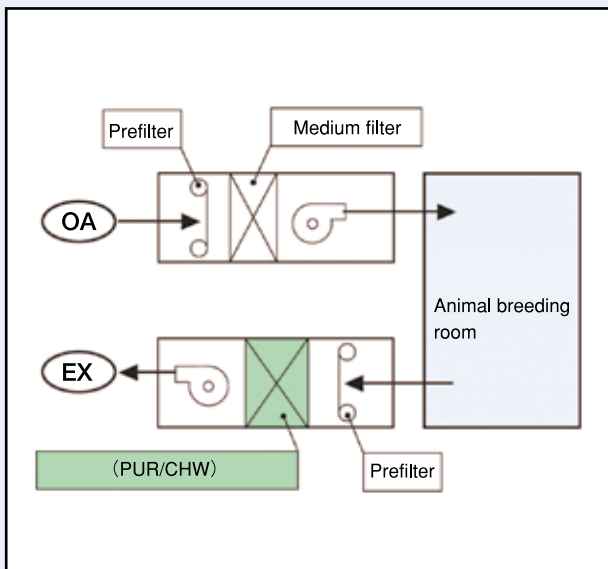 Prefilter
Medium filter
OA
Animal breeding
room
EX
(PUR/CHW)
Prefilter